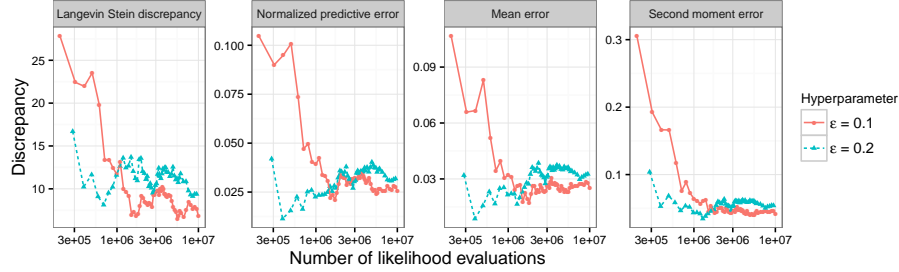 Langevin Stein discrepancy
Normalized predictive error
Mean error
Second moment error
Discrepancy
25
20
15
10
0.100
0.075
0.050
0.025
0.09
0.06
0.03
0.3
0.2
0.1
3e+05 1e+06 3e+06 1e+07
3e+05 1e+06 3e+06 1e+07
3e+05 1e+06 3e+06 1e+07
3e+05 1e+06 3e+06 1e+07
Number of likelihood evaluations
Hyperparameter
ε = 0.1
ε = 0.2